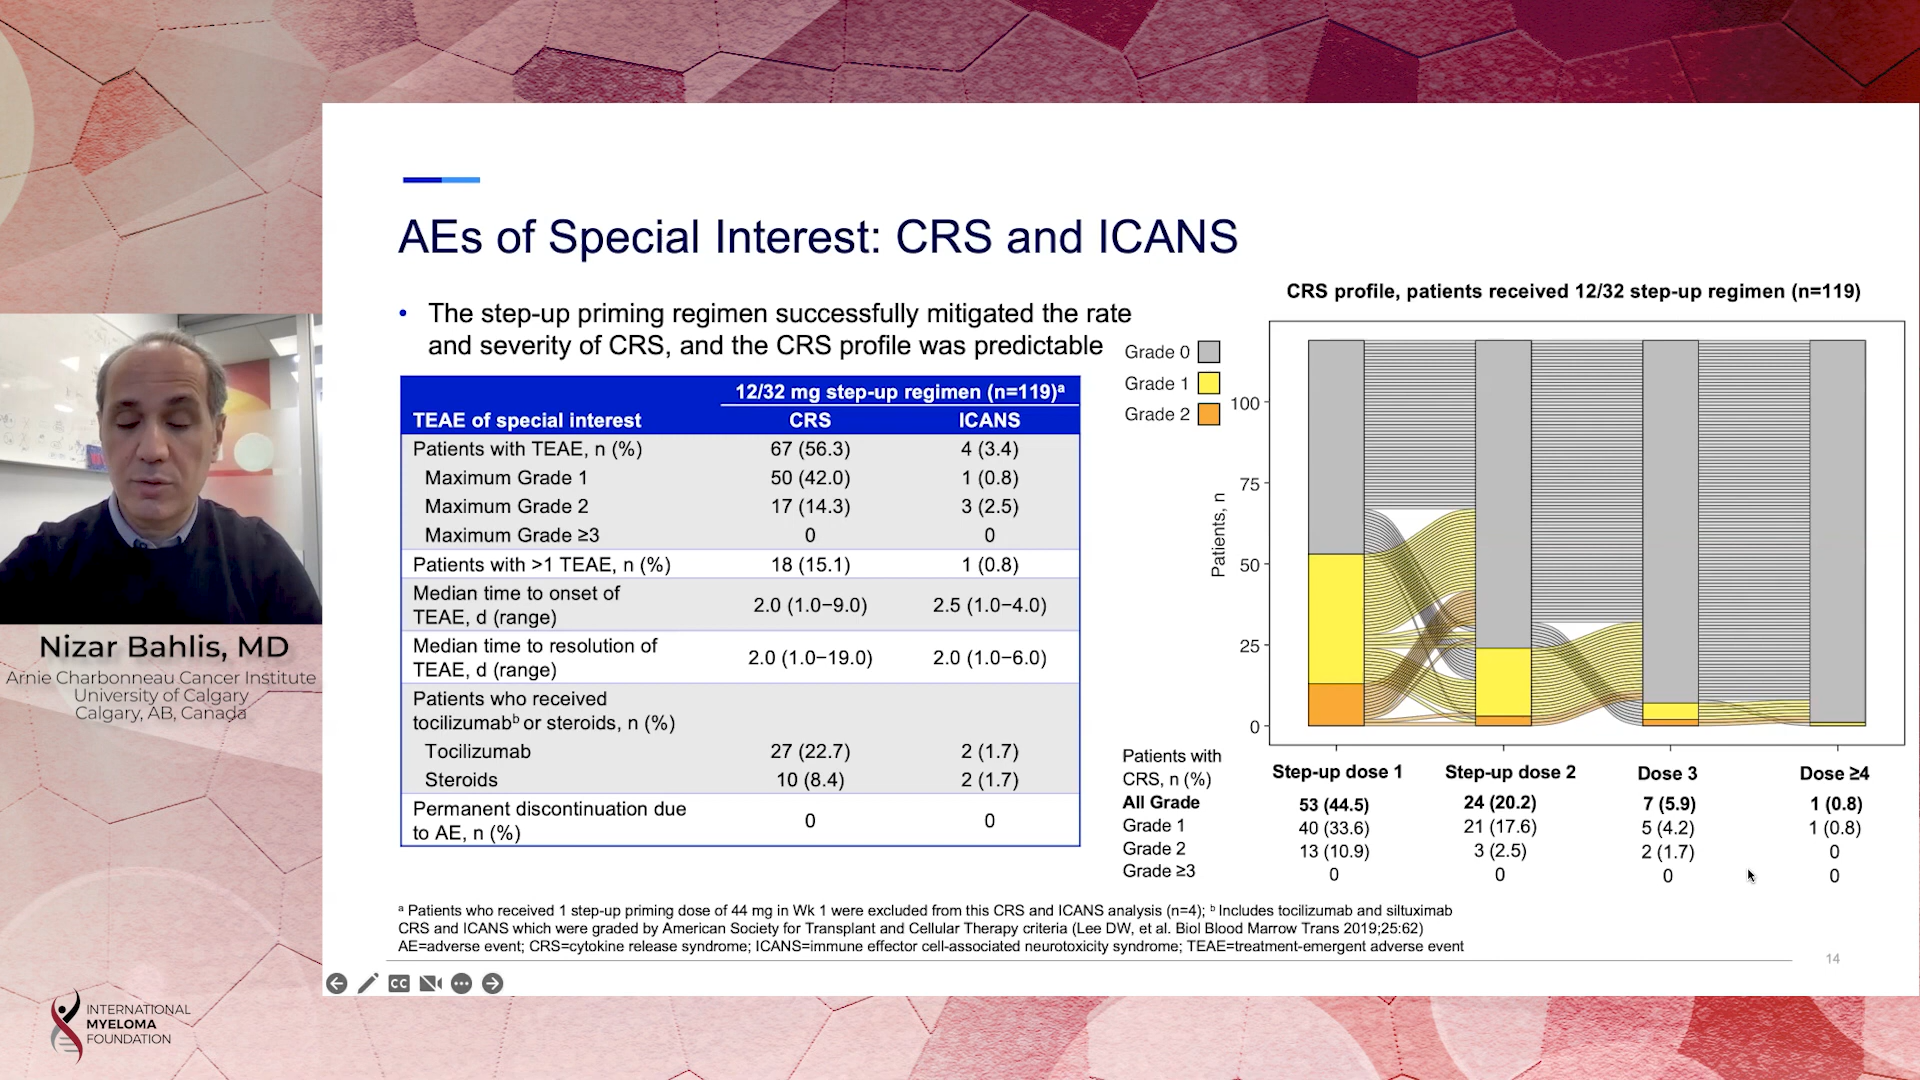 AEs of Special Interest: CRS and ICANS
• The step-up priming regimen successfully mitigated the rate
and severity of CRS, and the CRS profile was predictable
12/32 mg step-up regimen (n=119)ᵃ
TEAE of special interest CRS ICANS
Patients with TEAE, n (%) 67 (56.3) 4 (3.4)
Maximum Grade 1 50 (42.0) 1 (0.8)
Maximum Grade 2 17 (14.3) 3 (2.5)
Maximum Grade ≥3 0 0
Patients with >1 TEAE, n (%) 18 (15.1) 1 (0.8)
Median time to onset of
TEAE, d (range) 2.0 (1.0–9.0) 2.5 (1.0–4.0)
Median time to resolution of
TEAE, d (range) 2.0 (1.0–19.0) 2.0 (1.0–6.0)
Patients who received
tocilizumabᵇ or steroids, n (%)
Tocilizumab 27 (22.7) 2 (1.7)
Steroids 10 (8.4) 2 (1.7)
Permanent discontinuation due
to AE, n (%) 0 0
CRS profile, patients received 12/32 step-up regimen (n=119)
Grade 0
Grade 1
Grade 2
Patients, n
100
75
50
25
0
Step-up dose 1 Step-up dose 2 Dose 3 Dose ≥4
Patients with
CRS, n (%)
All Grade 53 (44.5) 24 (20.2) 7 (5.9) 1 (0.8)
Grade 1 40 (33.6) 21 (17.6) 5 (4.2) 1 (0.8)
Grade 2 13 (10.9) 3 (2.5) 2 (1.7) 0
Grade ≥3 0 0 0 0
ᵃ Patients who received 1 step-up priming dose of 44 mg in Wk 1 were excluded from this CRS and ICANS analysis (n=4); ᵇ Includes tocilizumab and siltuximab
CRS and ICANS which were graded by American Society for Transplant and Cellular Therapy criteria (Lee DW, et al. Biol Blood Marrow Trans 2019;25:62)
AE=adverse event; CRS=cytokine release syndrome; ICANS=immune effector cell-associated neurotoxicity syndrome; TEAE=treatment-emergent adverse event
14
CC
Nizar Bahlis, MD
Arnie Charbonneau Cancer Institute
University of Calgary
Calgary, AB, Canada
INTERNATIONAL
MYELOMA
FOUNDATION